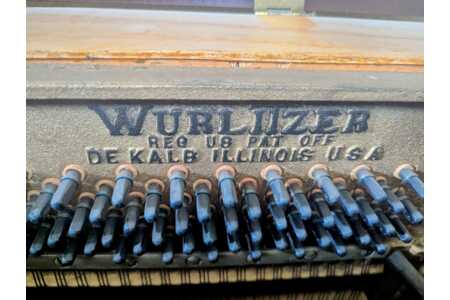 WURLITZER
REG US PAT OFF
DE KALB ILLINOIS USA